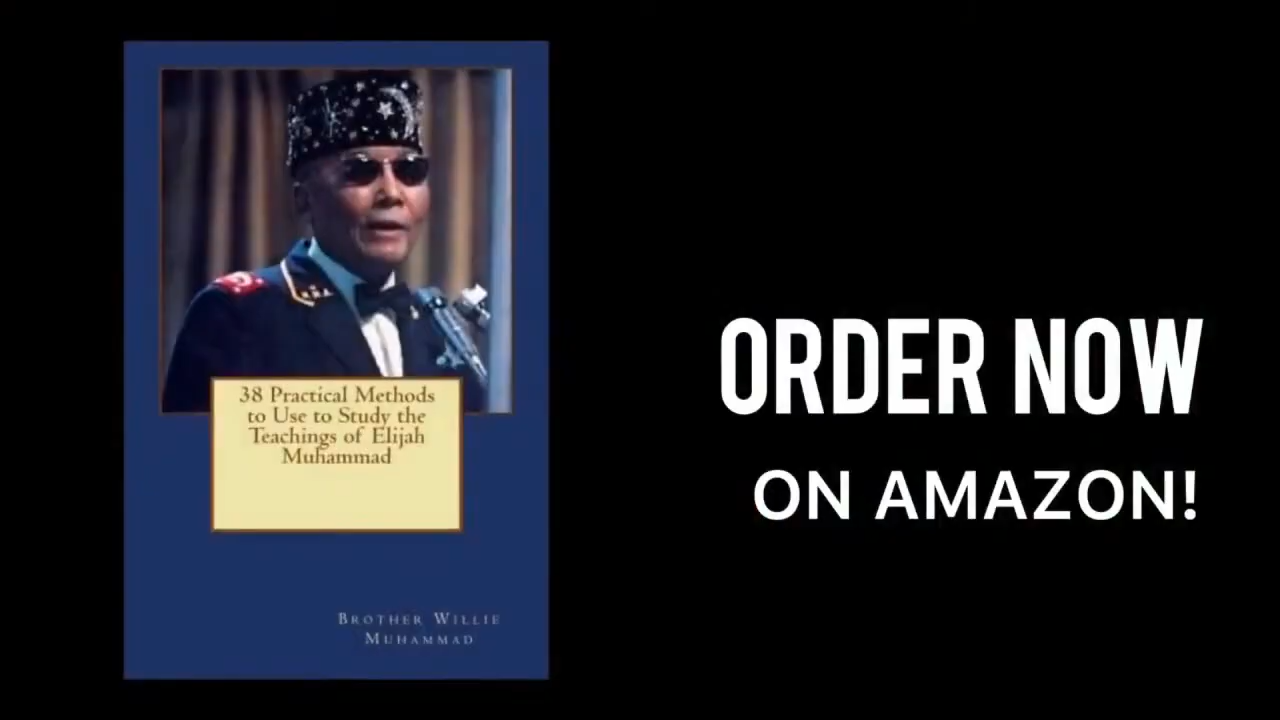 38 Practical Methods
to Use to Study the
Teachings of Elijah
Muhammad
Brother Willie
Muhammad
ORDER NOW
ON AMAZON!